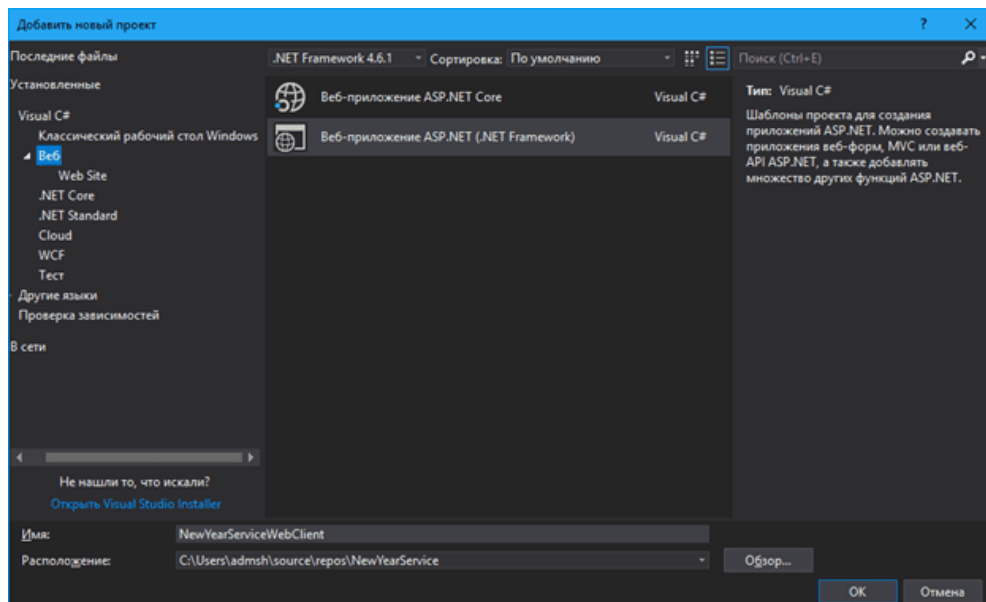 Добавить новый проект
?
Последние файлы
Установленные
Visual C#
Классический рабочий стол Windows
Веб
Web Site
.NET Core
.NET Standard
Cloud
WCF
Тест
Другие языки
Проверка зависимостей
В сети
Не нашли то, что искали?
Открыть Visual Studio Installer
.NET Framework 4.6.1 Сортировка: По умолчанию
Веб-приложение ASP.NET Core Visual C#
Веб-приложение ASP.NET (.NET Framework) Visual C#
Поиск (Ctrl+E)
Тип: Visual C#
Шаблоны проекта для создания
приложений ASP.NET. Можно создавать
приложения веб-форм, MVC или веб-
API ASP.NET, а также добавлять
множество других функций ASP.NET.
Имя: NewYearServiceWebClient
Расположение: C:\Users\admsh\source\repos\NewYearService
Обзор...
ОК Отмена